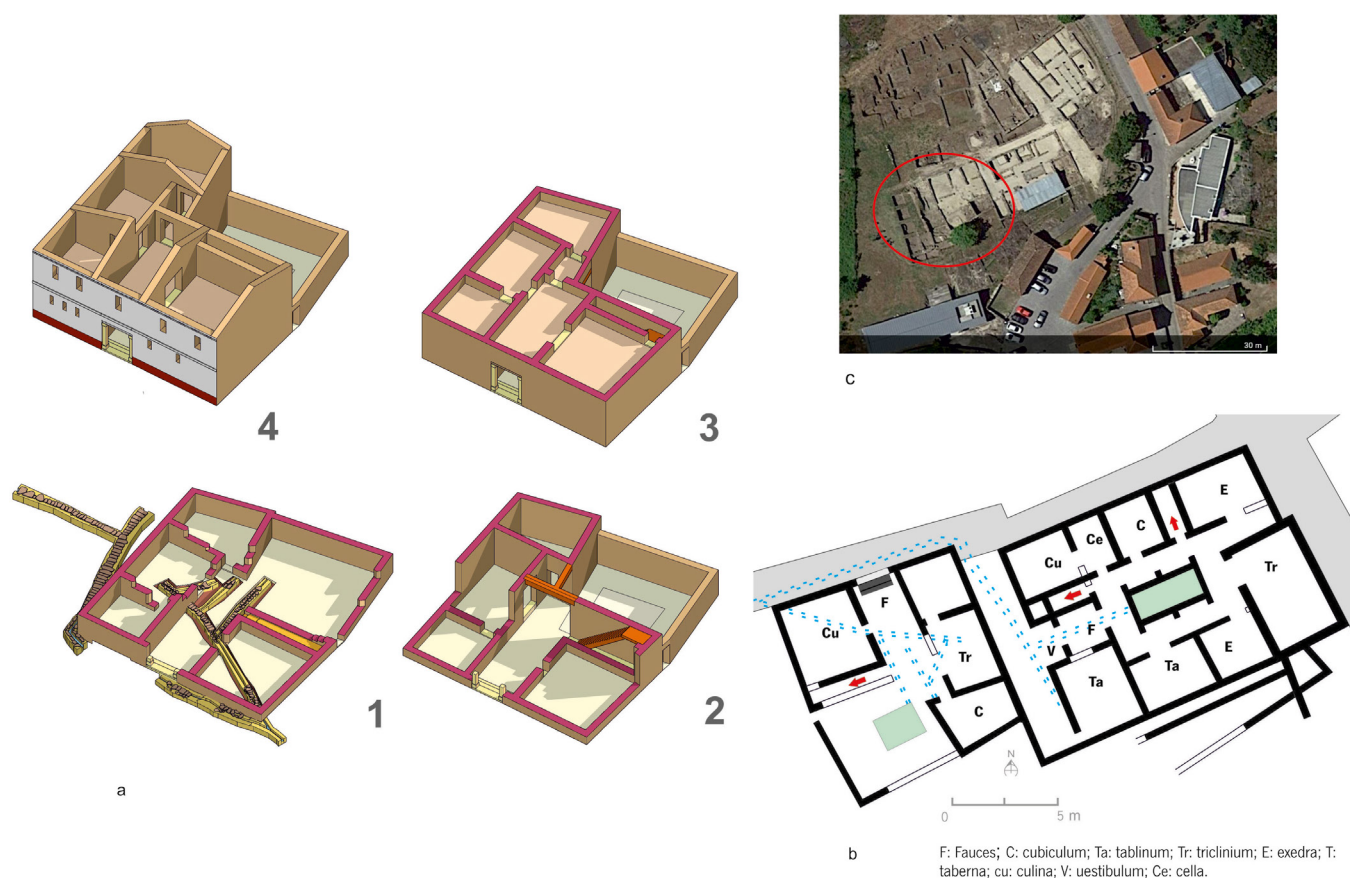 4
3
1
2
a
30 m
c
E
C
Ce
Cu
Tr
F
Cu
F
V
E
Tr
Ta
Ta
C
N
0
5 m
b
F: Fauces; C: cubiculum; Ta: tablinum; Tr: triclinium; E: exedra; T:
taberna; cu: culina; V: uestibulum; Ce: cella.